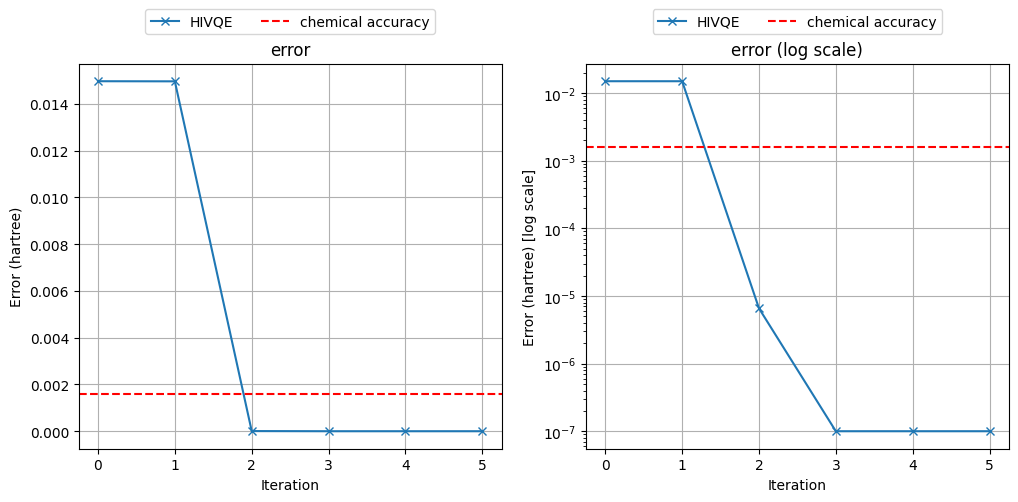 HIVQE chemical accuracy
error
0.014
0.012
0.010
0.008
0.006
0.004
0.002
0.000
Error (hartree)
0 1 2 3 4 5
Iteration
HIVQE chemical accuracy
error (log scale)
10⁻²
10⁻³
10⁻⁴
10⁻⁵
10⁻⁶
10⁻⁷
Error (hartree) [log scale]
0 1 2 3 4 5
Iteration